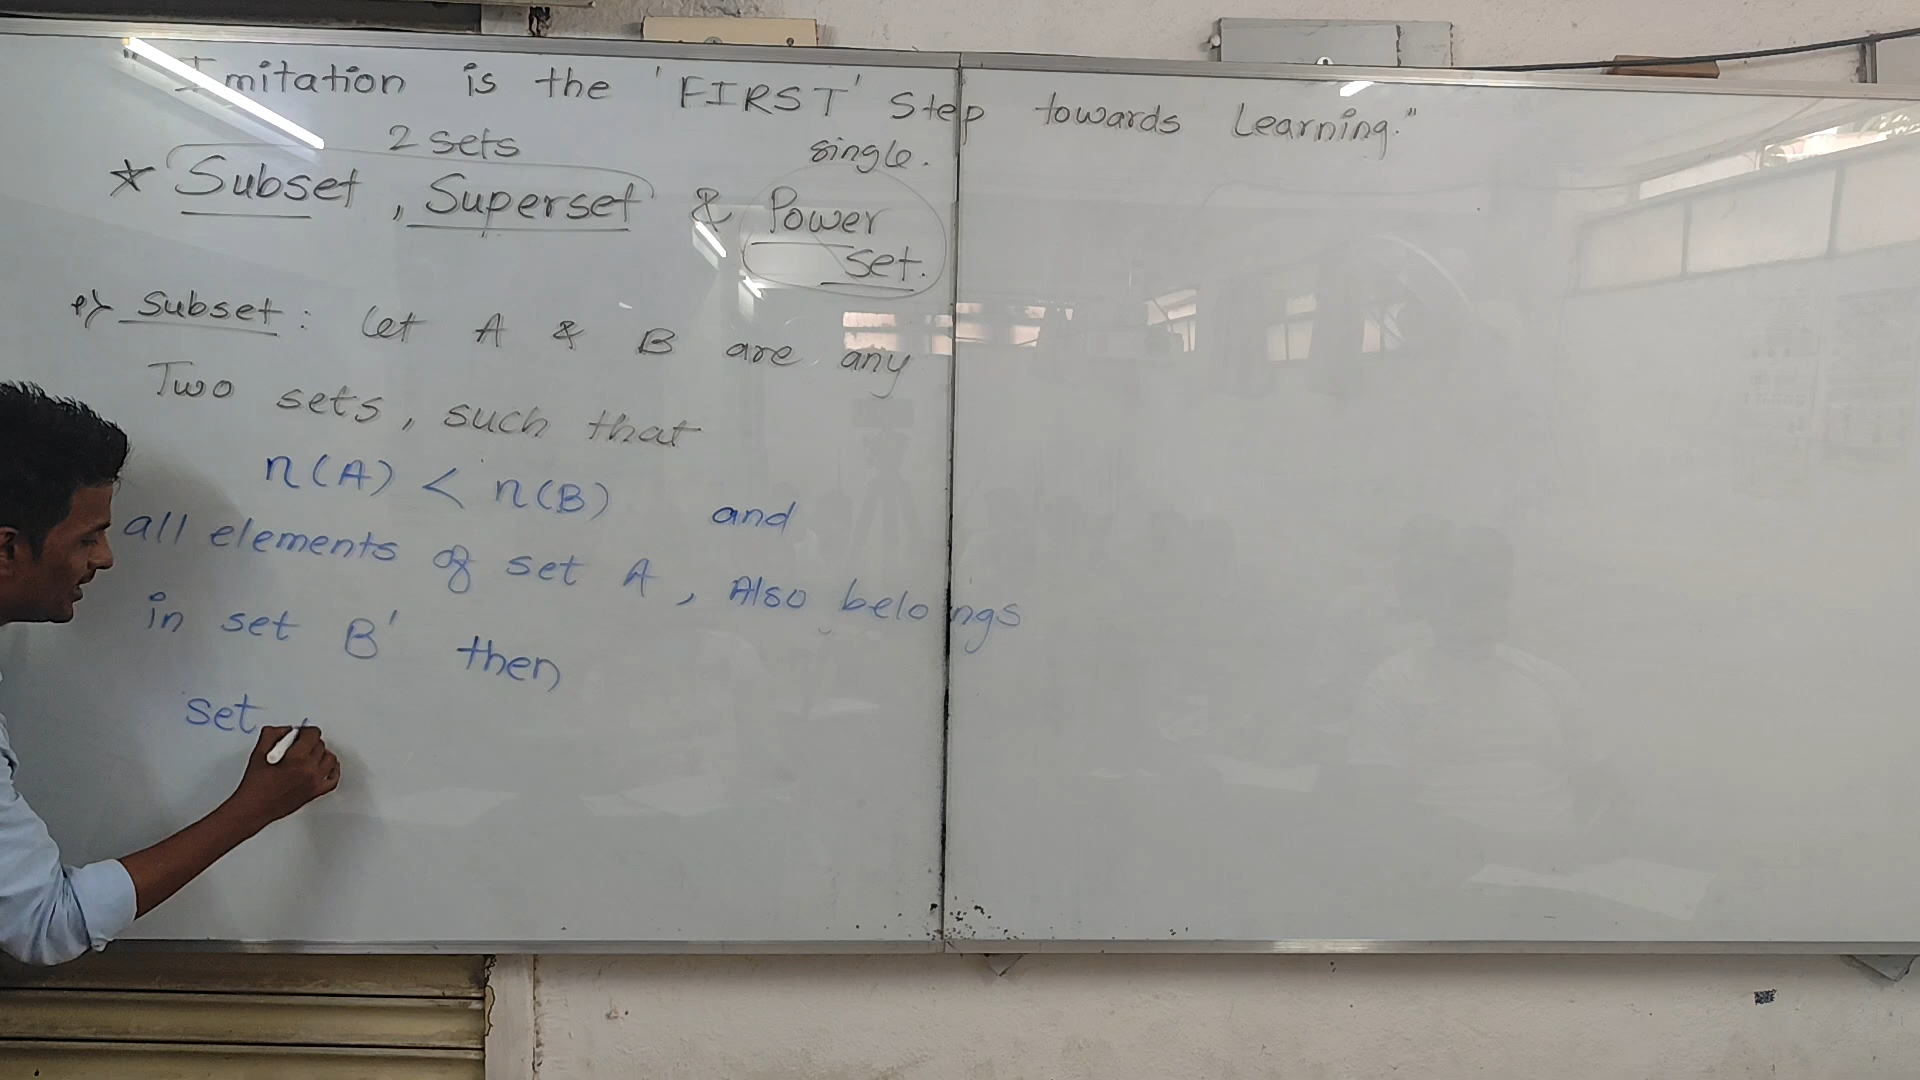 "Imitation is the 'FIRST' Step towards Learning."
2 sets single.
* Subset, Superset & Power
set.
i) Subset: Let A & B are any
Two sets, such that
n(A) < n(B) and
all elements of set A, Also belongs
in set B' then
set